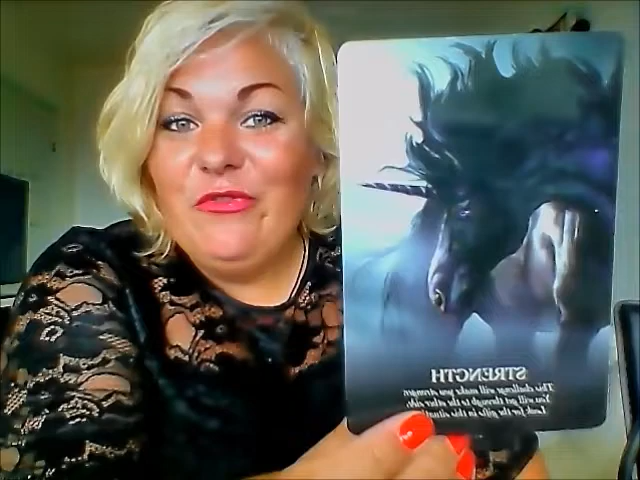 STRENGTH
This challenge will make you stronger.
You will get through to the other side.
Look for the gifts in this situation